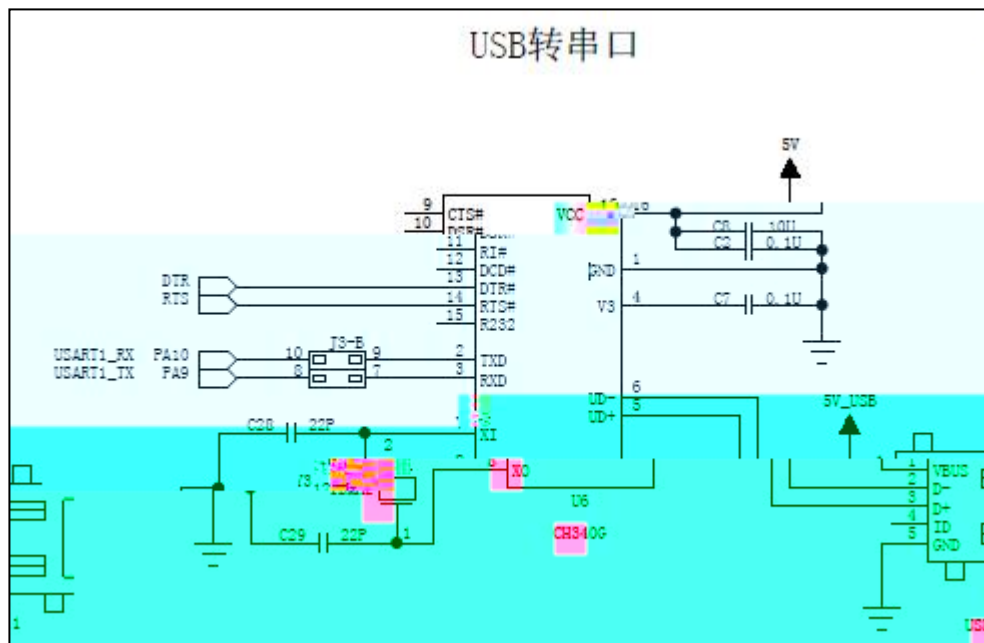 USB转串口
5V
9 CTS#
10
VCC
C8 10U
11 RI#
C2 0.1U
12 DCD#
GND 1
DTR 13 DTR#
RTS 14 RTS#
V3 4 C7 0.1U
15 R232
J3-B
USART1_RX PA10 10 9 2 TXD
USART1_TX PA9 8 7 3 RXD
UD- 6
UD+ 5
5V_USB
C28 22P
XI
2
XO
1 VBUS
2 D-
3 D+
4 ID
5 GND
U6
C29 22P 1
CH340G
1